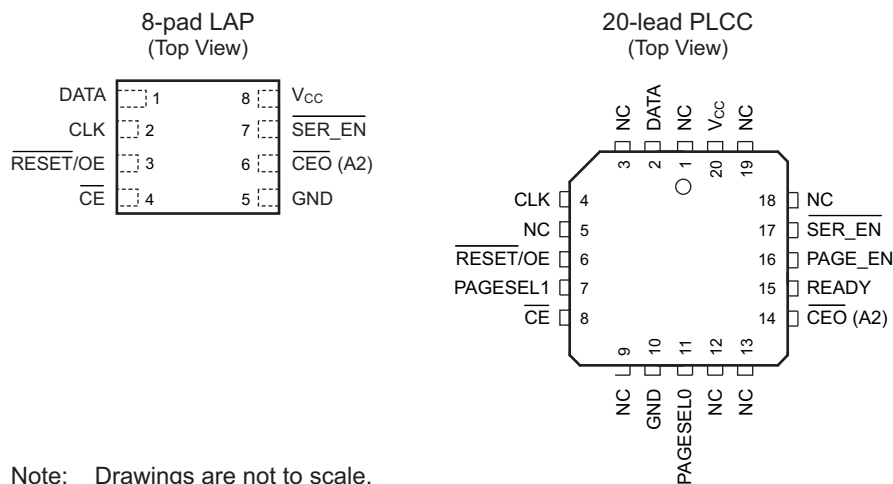 8-pad LAP
(Top View)
DATA 1
CLK 2
RESET/OE 3
CE 4
8 VCC
7 SER_EN
6 CEO (A2)
5 GND
20-lead PLCC
(Top View)
NC 3
DATA 2
NC 1
VCC 20
NC 19
CLK 4
NC 5
RESET/OE 6
PAGESEL1 7
CE 8
18 NC
17 SER_EN
16 PAGE_EN
15 READY
14 CEO (A2)
9 NC
10 GND
11 PAGESEL0
12 NC
13 NC
Note: Drawings are not to scale.